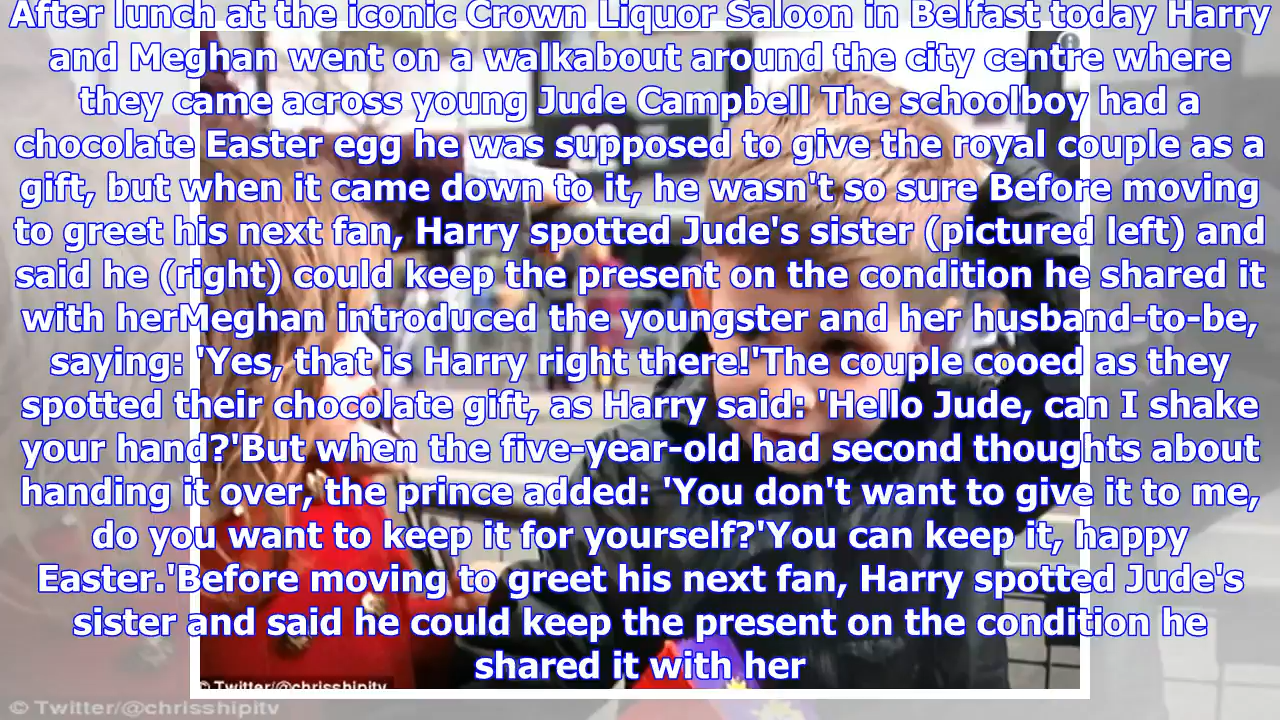 After lunch at the iconic Crown Liquor Saloon in Belfast today Harry
and Meghan went on a walkabout around the city centre where
they came across young Jude Campbell The schoolboy had a
chocolate Easter egg he was supposed to give the royal couple as a
gift, but when it came down to it, he wasn't so sure Before moving
to greet his next fan, Harry spotted Jude's sister (pictured left) and
said he (right) could keep the present on the condition he shared it
with herMeghan introduced the youngster and her husband-to-be,
saying: 'Yes, that is Harry right there!'The couple cooed as they
spotted their chocolate gift, as Harry said: 'Hello Jude, can I shake
your hand?'But when the five-year-old had second thoughts about
handing it over, the prince added: 'You don't want to give it to me,
do you want to keep it for yourself?'You can keep it, happy
Easter.'Before moving to greet his next fan, Harry spotted Jude's
sister and said he could keep the present on the condition he
shared it with her
© Twitter/@chrisshipitv
© Twitter/@chrisshipitv